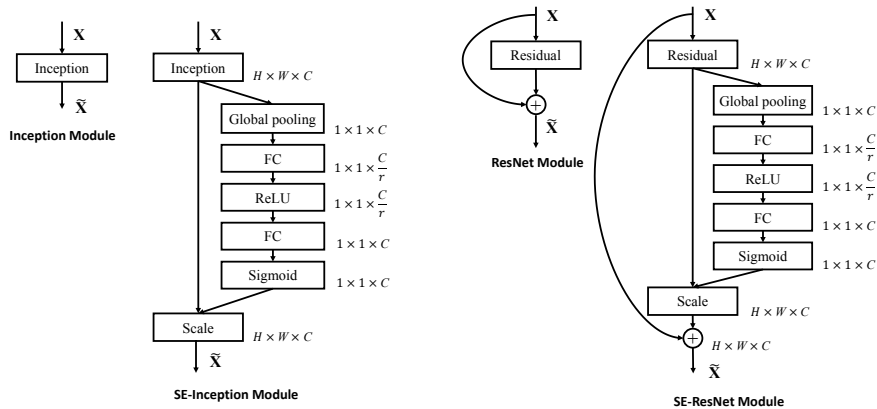 X
Inception
X̃
Inception Module
X
Inception
H × W × C
Global pooling
1 × 1 × C
FC
1 × 1 × C/r
ReLU
1 × 1 × C/r
FC
1 × 1 × C
Sigmoid
1 × 1 × C
Scale
H × W × C
X̃
SE-Inception Module
X
Residual
+
X̃
ResNet Module
X
Residual
H × W × C
Global pooling
1 × 1 × C
FC
1 × 1 × C/r
ReLU
1 × 1 × C/r
FC
1 × 1 × C
Sigmoid
1 × 1 × C
Scale
H × W × C
+
H × W × C
X̃
SE-ResNet Module